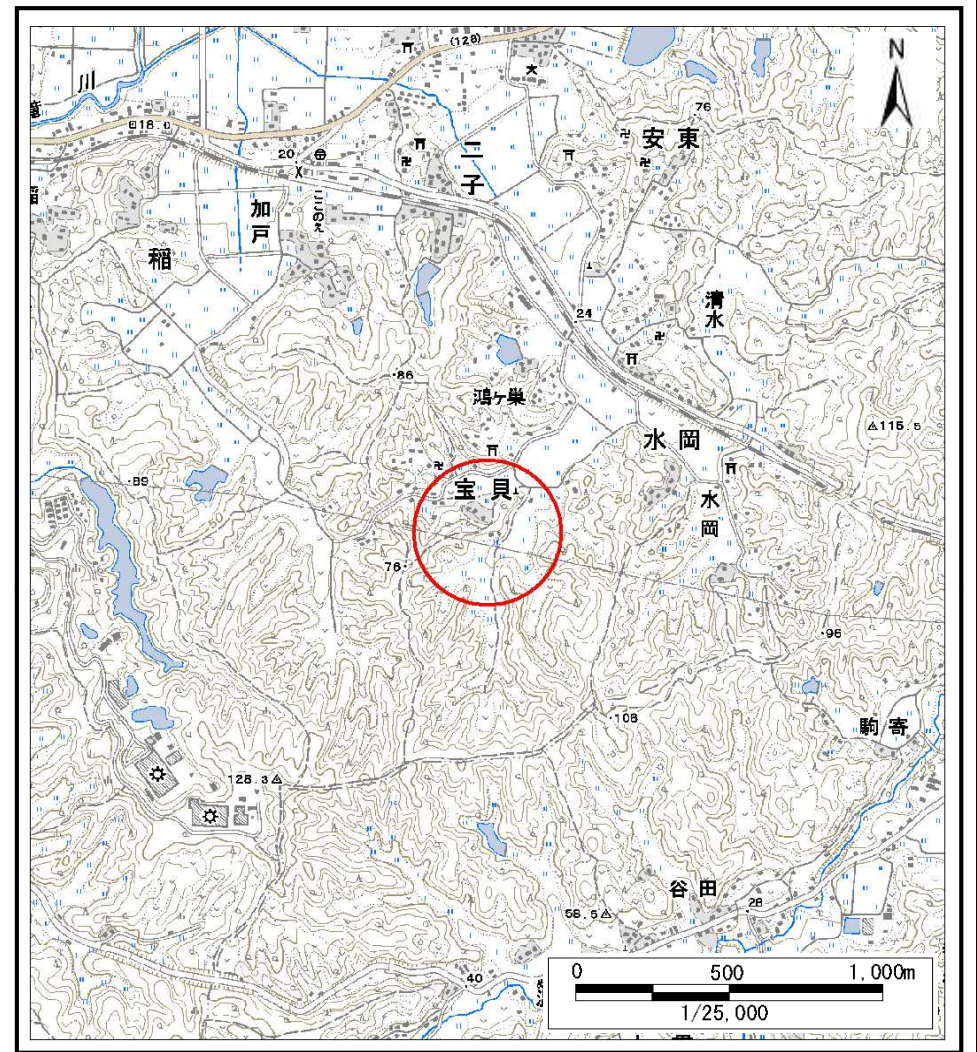 (128)
N
川
76
安東
18.0
20
二子
加戸
ここのえ
稲
清水
24
86
鴻ヶ巣
115.5
水岡
宝貝
89
水岡
76
96
108
駒寄
128.3
谷田
58.5
28
40
0 500 1,000m
1/25,000